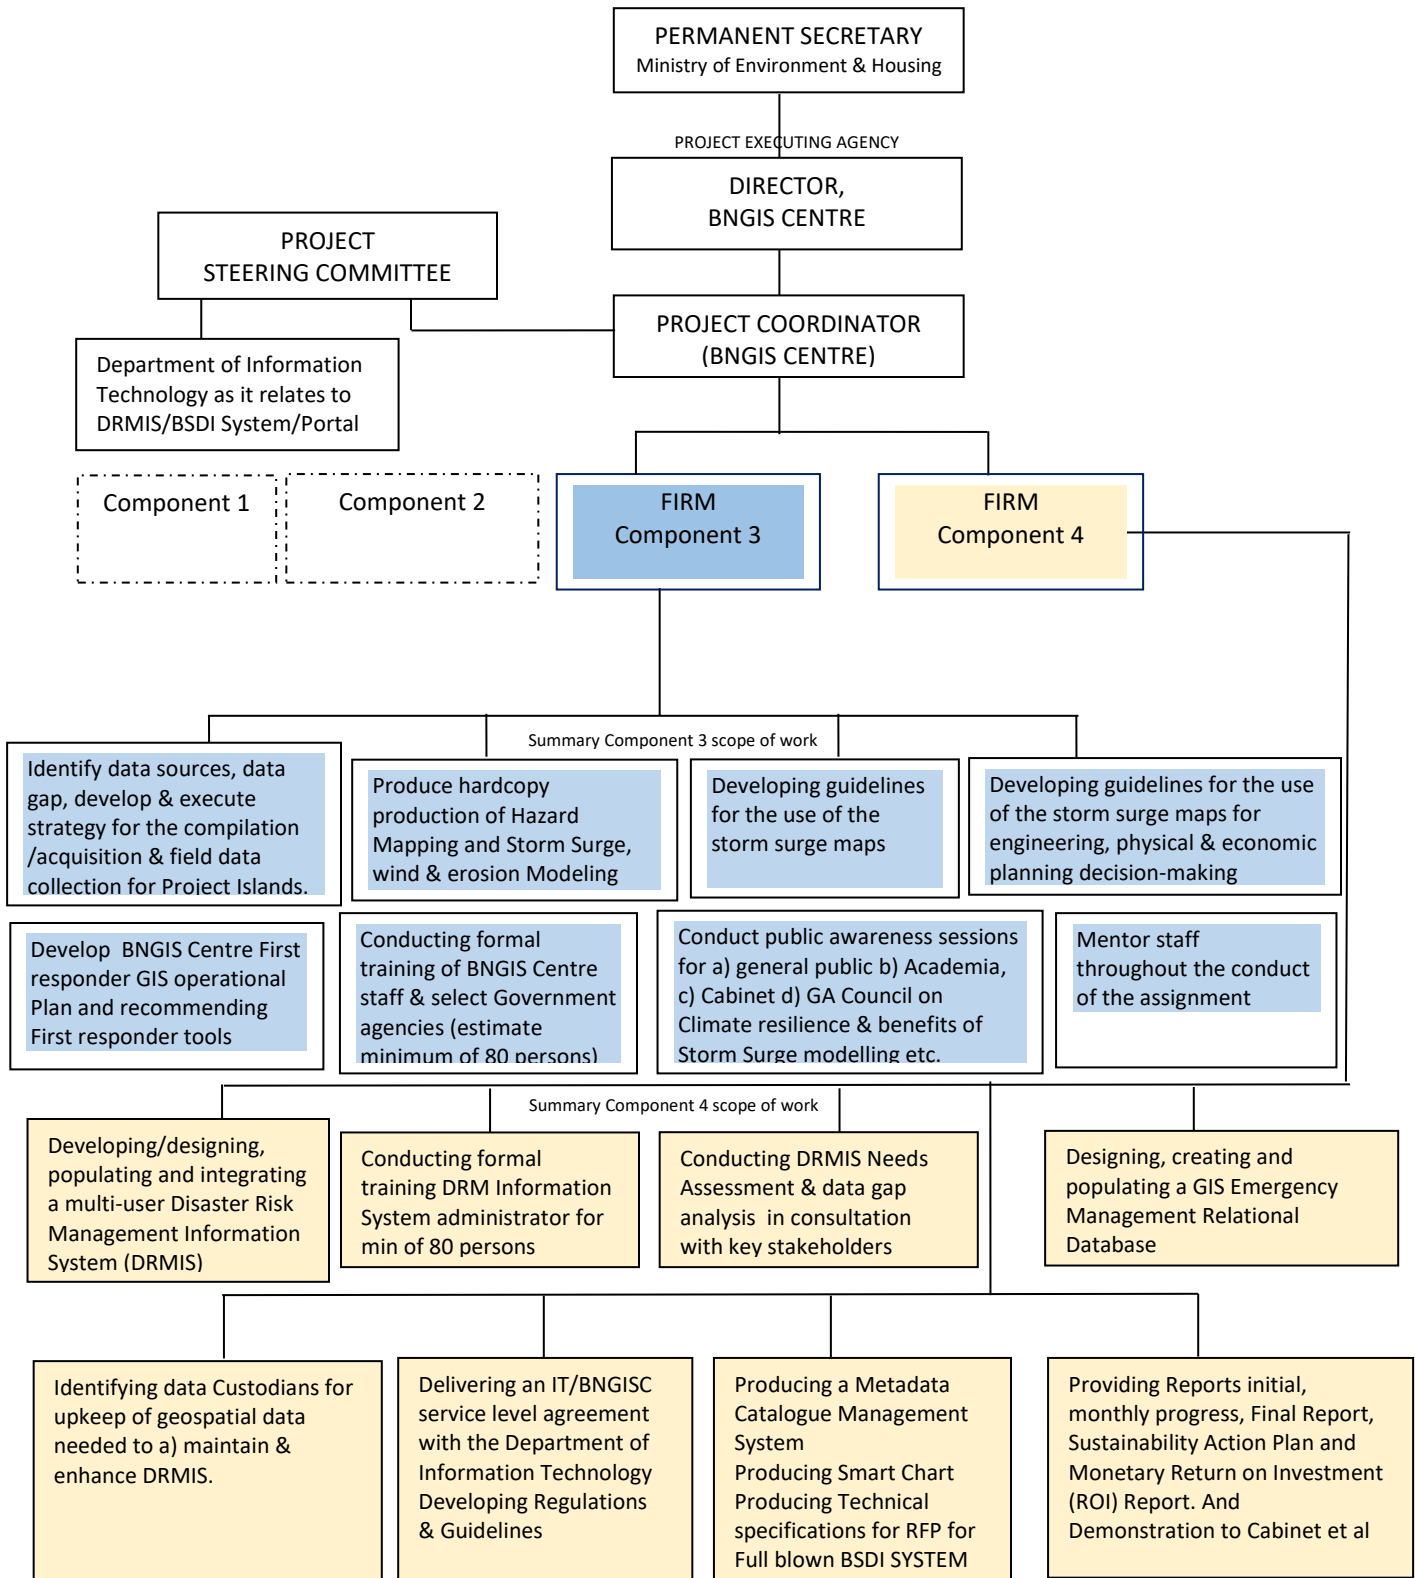 PERMANENT SECRETARY
Ministry of Environment & Housing
PROJECT EXECUTING AGENCY
DIRECTOR,
BNGIS CENTRE
PROJECT
STEERING COMMITTEE
PROJECT COORDINATOR
(BNGIS CENTRE)
Department of Information
Technology as it relates to
DRMIS/BSDI System/Portal
Component 1
Component 2
FIRM
Component 3
FIRM
Component 4
Summary Component 3 scope of work
Identify data sources, data
gap, develop & execute
strategy for the compilation
/acquisition & field data
collection for Project Islands.
Produce hardcopy
production of Hazard
Mapping and Storm Surge,
wind & erosion Modeling
Developing guidelines
for the use of the
storm surge maps
Developing guidelines for the use
of the storm surge maps for
engineering, physical & economic
planning decision-making
Develop  BNGIS Centre First
responder GIS operational
Plan and recommending
First responder tools
Conducting formal
training of BNGIS Centre
staff & select Government
agencies (estimate
minimum of 80 persons)
Conduct public awareness sessions
for a) general public b) Academia,
c) Cabinet d) GA Council on
Climate resilience & benefits of
Storm Surge modelling etc.
Mentor staff
throughout the conduct
of the assignment
Summary Component 4 scope of work
Developing/designing,
populating and integrating
a multi-user Disaster Risk
Management Information
System (DRMIS)
Conducting formal
training DRM Information
System administrator for
min of 80 persons
Conducting DRMIS Needs
Assessment & data gap
analysis  in consultation
with key stakeholders
Designing, creating and
populating a GIS Emergency
Management Relational
Database
Identifying data Custodians for
upkeep of geospatial data
needed to a) maintain &
enhance DRMIS.
Delivering an IT/BNGISC
service level agreement
with the Department of
Information Technology
Developing Regulations
& Guidelines
Producing a Metadata
Catalogue Management
System
Producing Smart Chart
Producing Technical
specifications for RFP for
Full blown BSDI SYSTEM
Providing Reports initial,
monthly progress, Final Report,
Sustainability Action Plan and
Monetary Return on Investment
(ROI) Report. And
Demonstration to Cabinet et al